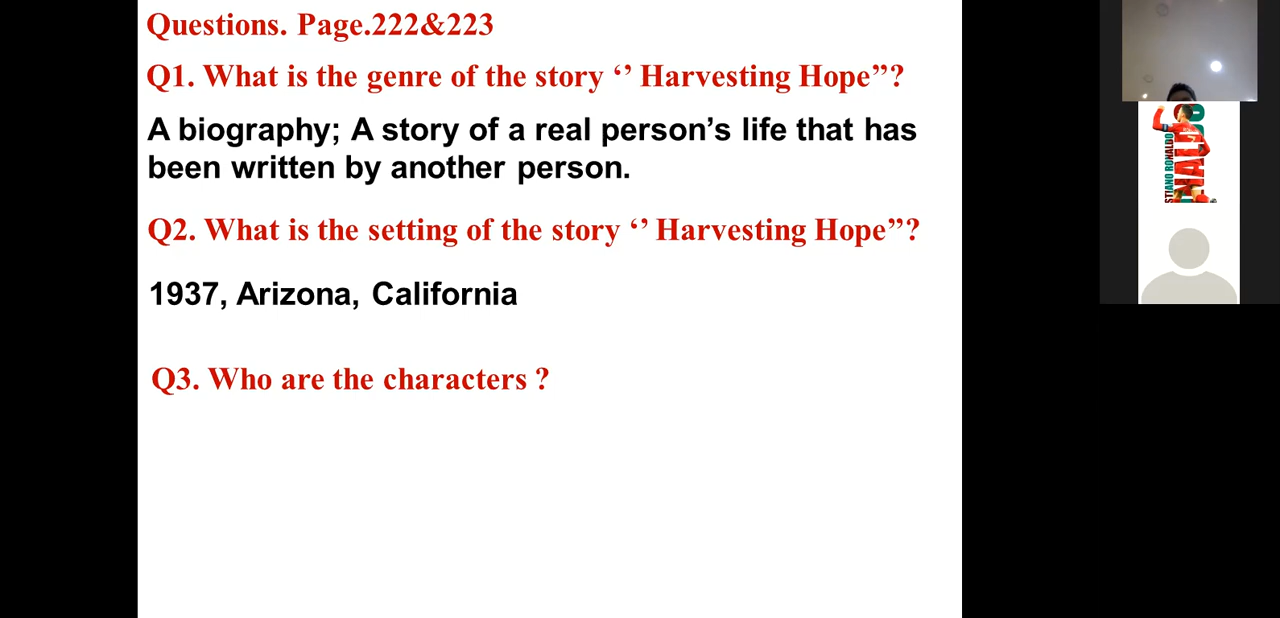 Questions. Page.222&223
Q1. What is the genre of the story ‘’ Harvesting Hope”?
A biography; A story of a real person’s life that has
been written by another person.
Q2. What is the setting of the story ‘’ Harvesting Hope”?
1937, Arizona, California
Q3. Who are the characters ?
STIANO RONALDO